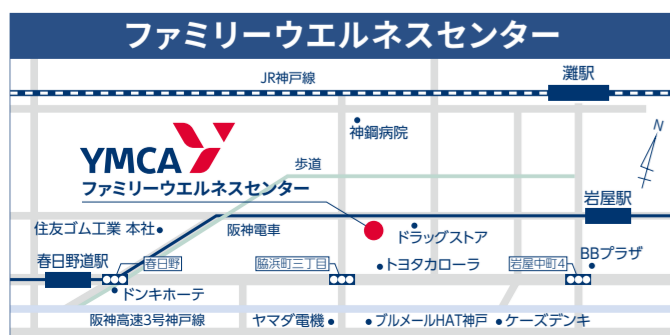 ファミリーウエルネスセンター
JR神戸線
灘駅
神鋼病院
N
YMCA
歩道
ファミリーウエルネスセンター
岩屋駅
住友ゴム工業 本社
阪神電車
ドラッグストア
春日野道駅
春日野
脇浜町三丁目
トヨタカローラ
岩屋中町4
BBプラザ
ドンキホーテ
阪神高速3号神戸線
ヤマダ電機
ブルメールHAT神戸
ケーズデンキ